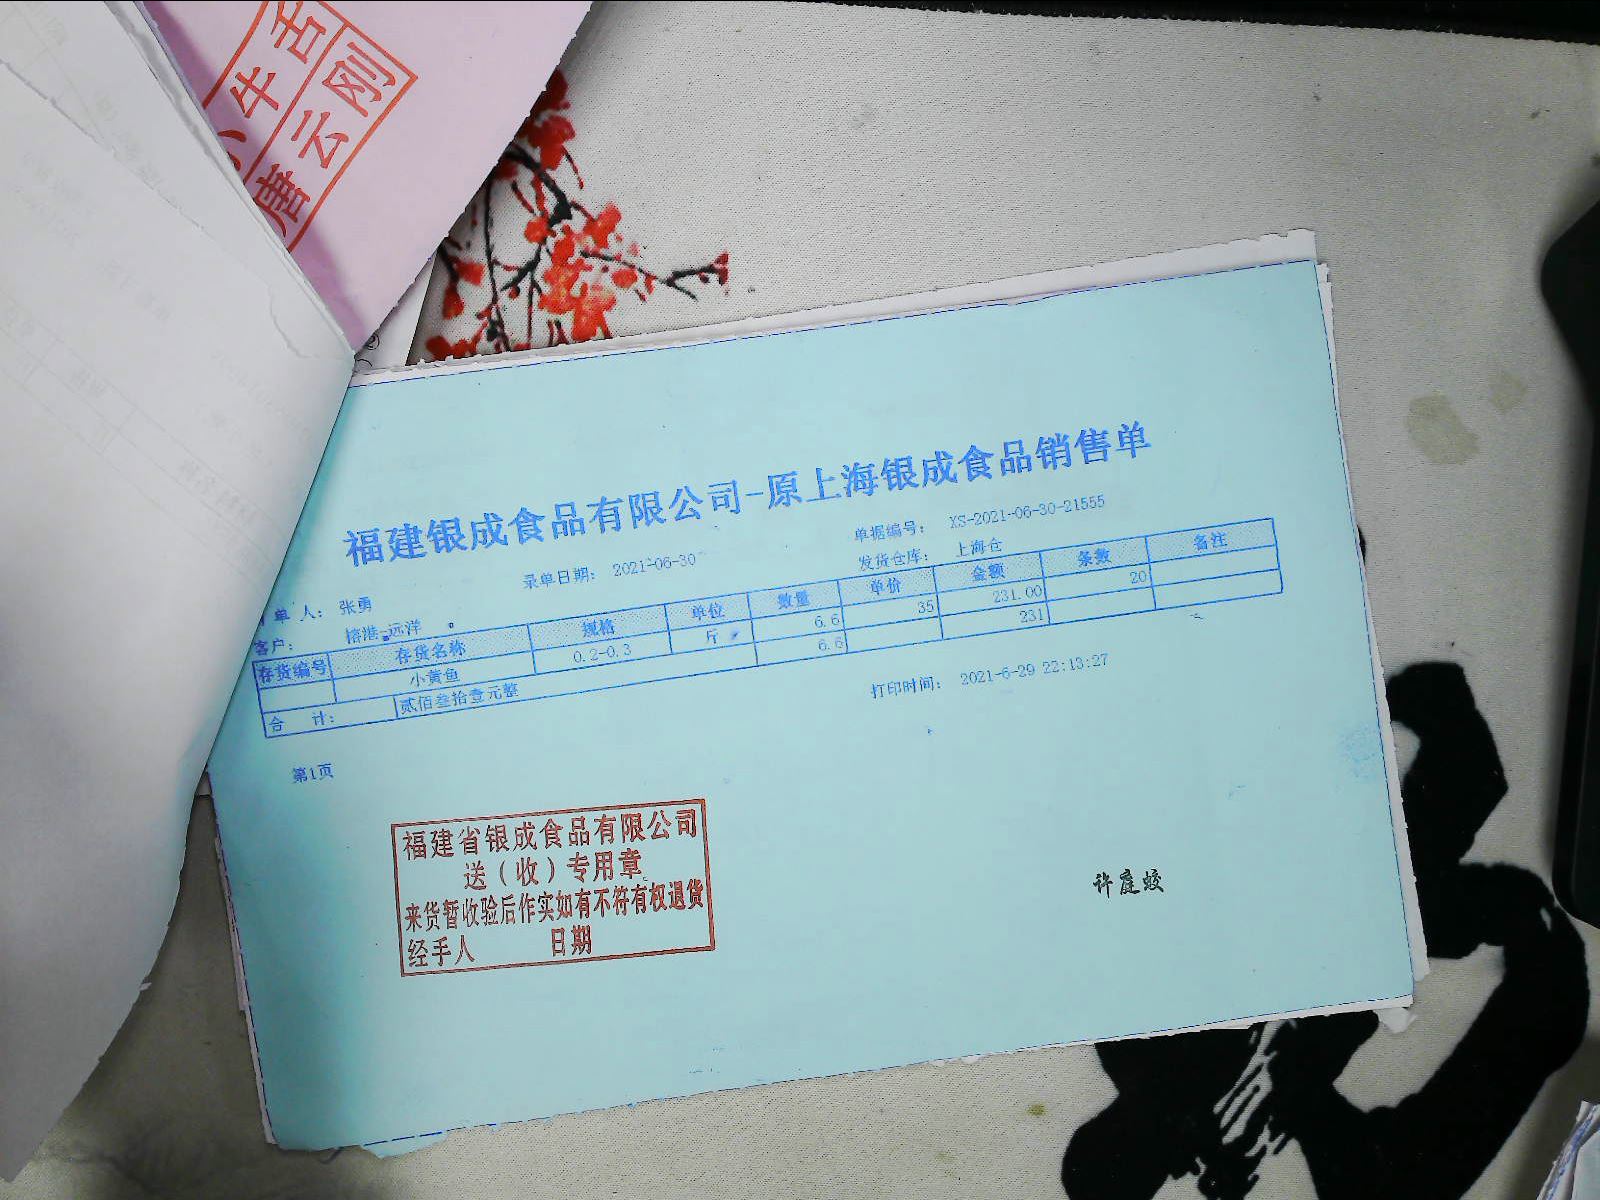 舌刚
牛云
小唐
福建银成食品有限公司-原上海银成食品销售单
单据编号： XS-2021-06-30-21555
录单日期： 2021-06-30
发货仓库： 上海仓
单 人： 张勇
客户： 榕港-远洋
存货编号 存货名称 规格 单位 数量 单价 金额 条数 备注
小黄鱼 0.2-0.3 斤 6.6 35 231.00 20
合 计： 贰佰叁拾壹元整 6.6 231
打印时间： 2021-6-29 22:13:27
第1页
福建省银成食品有限公司
送（收）专用章
来货暂收验后作实如有不符有权退货
经手人 日期
许庭蛟